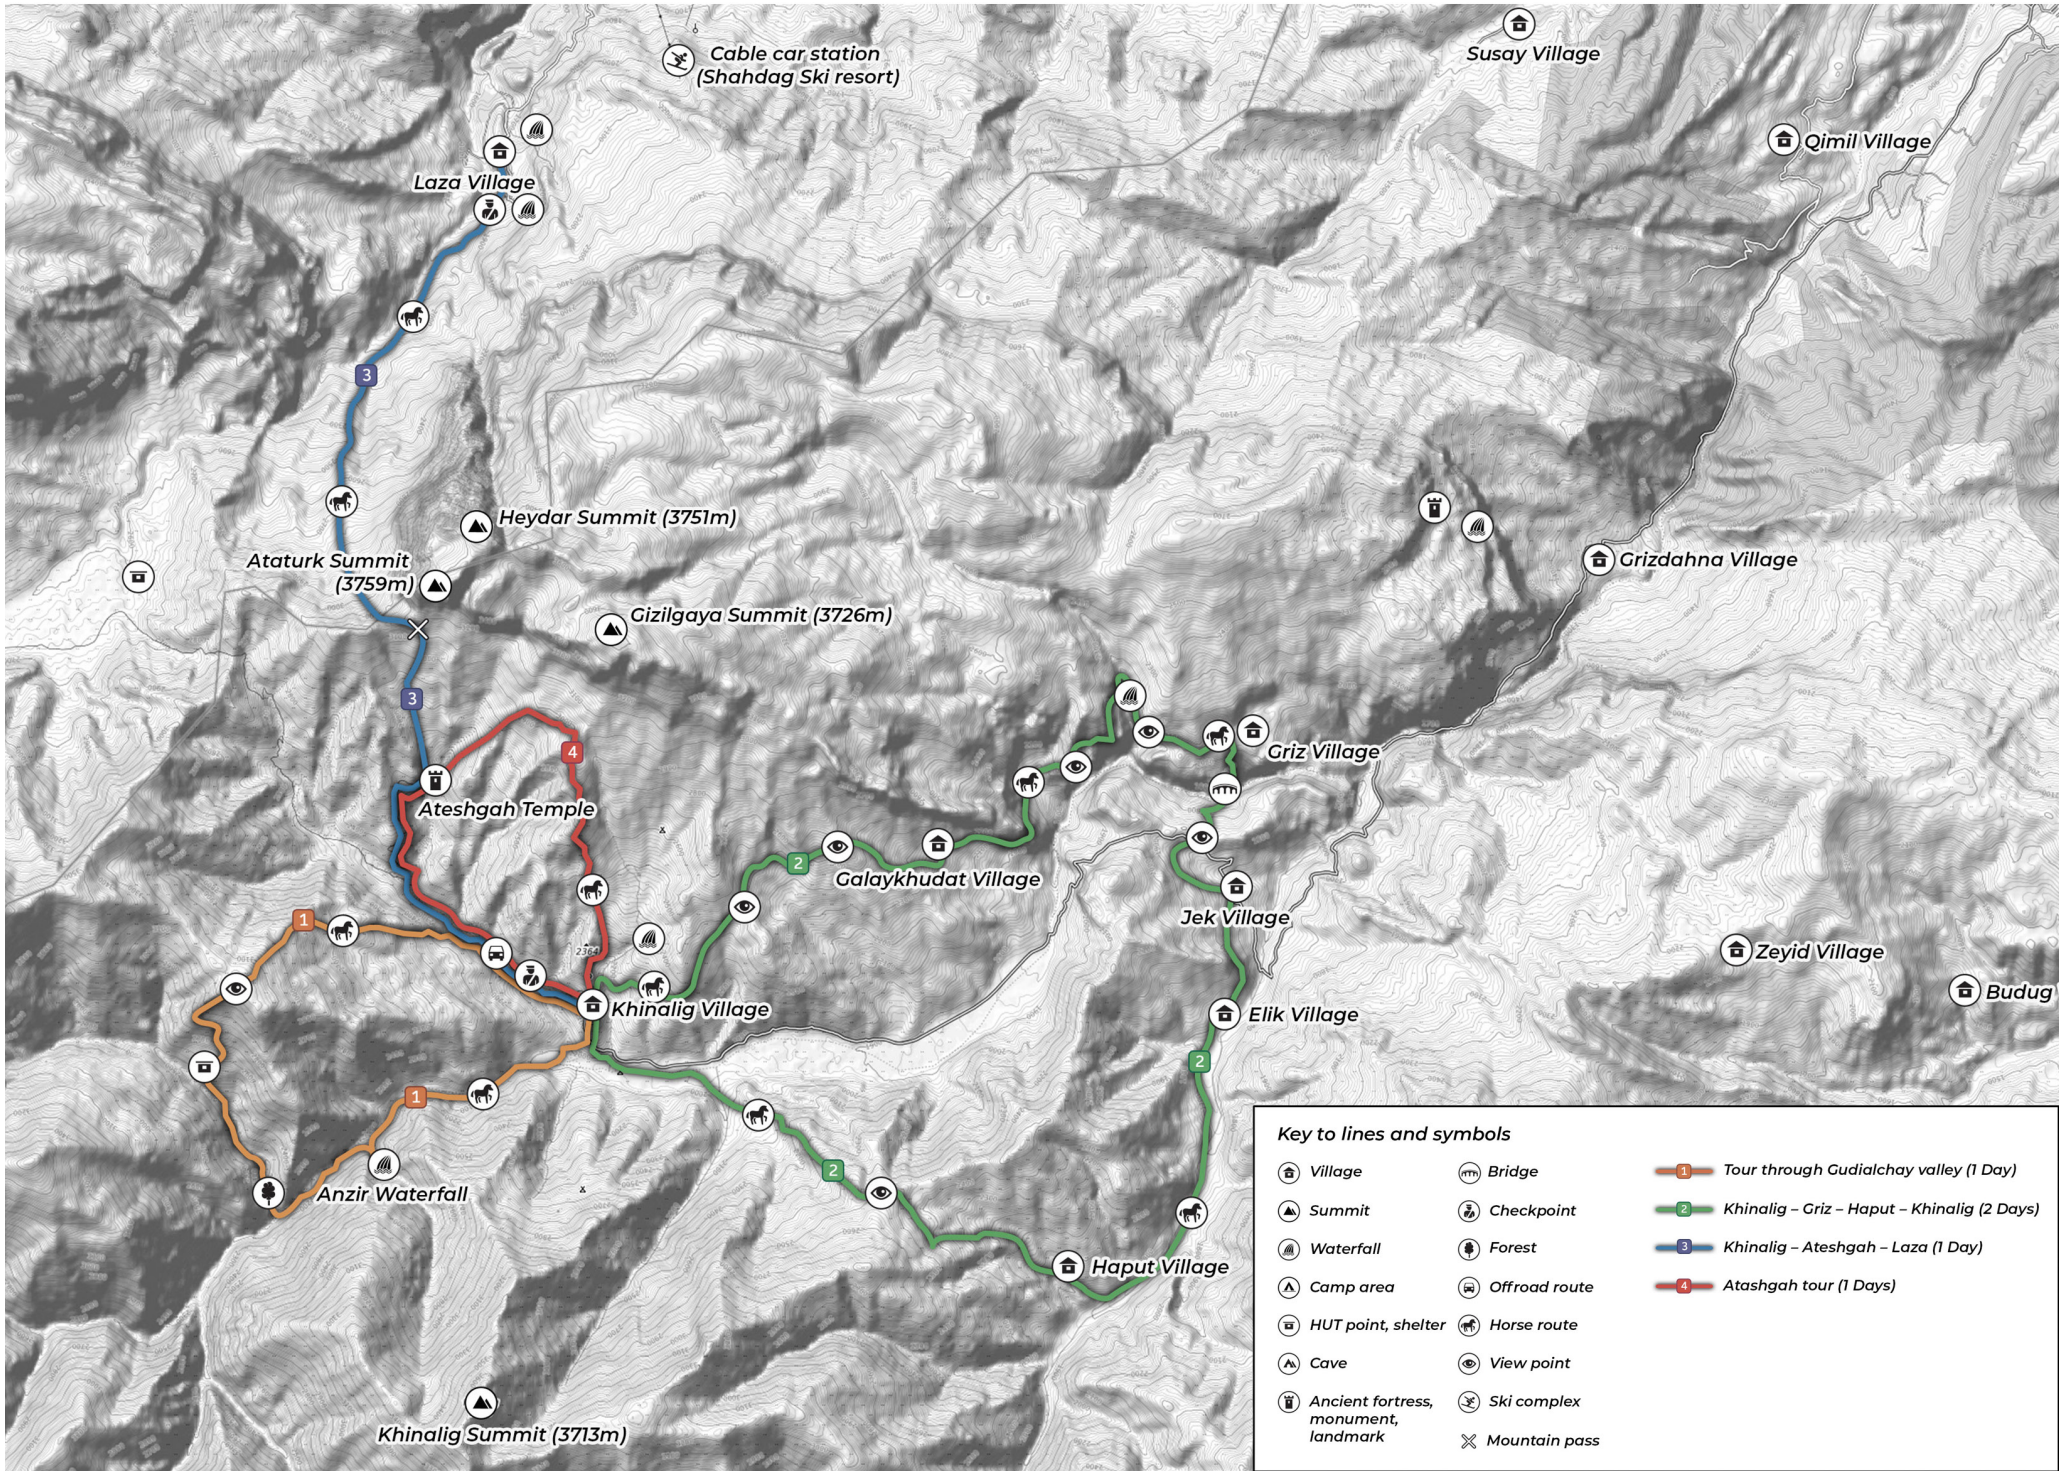 Cable car station
(Shahdag Ski resort)
Susay Village
Qimil Village
Laza Village
3
Heydar Summit (3751m)
Ataturk Summit
(3759m)
Grizdahna Village
Gizilgaya Summit (3726m)
3
4
Griz Village
Ateshgah Temple
2
Galaykhudat Village
Jek Village
1
2364
Zeyid Village
Budug
Khinalig Village
Elik Village
2
1
2
Anzir Waterfall
Haput Village
Khinalig Summit (3713m)
Key to lines and symbols
Village
Summit
Waterfall
Camp area
HUT point, shelter
Cave
Ancient fortress,
monument,
landmark
Bridge
Checkpoint
Forest
Offroad route
Horse route
View point
Ski complex
Mountain pass
1 Tour through Gudialchay valley (1 Day)
2 Khinalig – Griz – Haput – Khinalig (2 Days)
3 Khinalig – Ateshgah – Laza (1 Day)
4 Atashgah tour (1 Days)